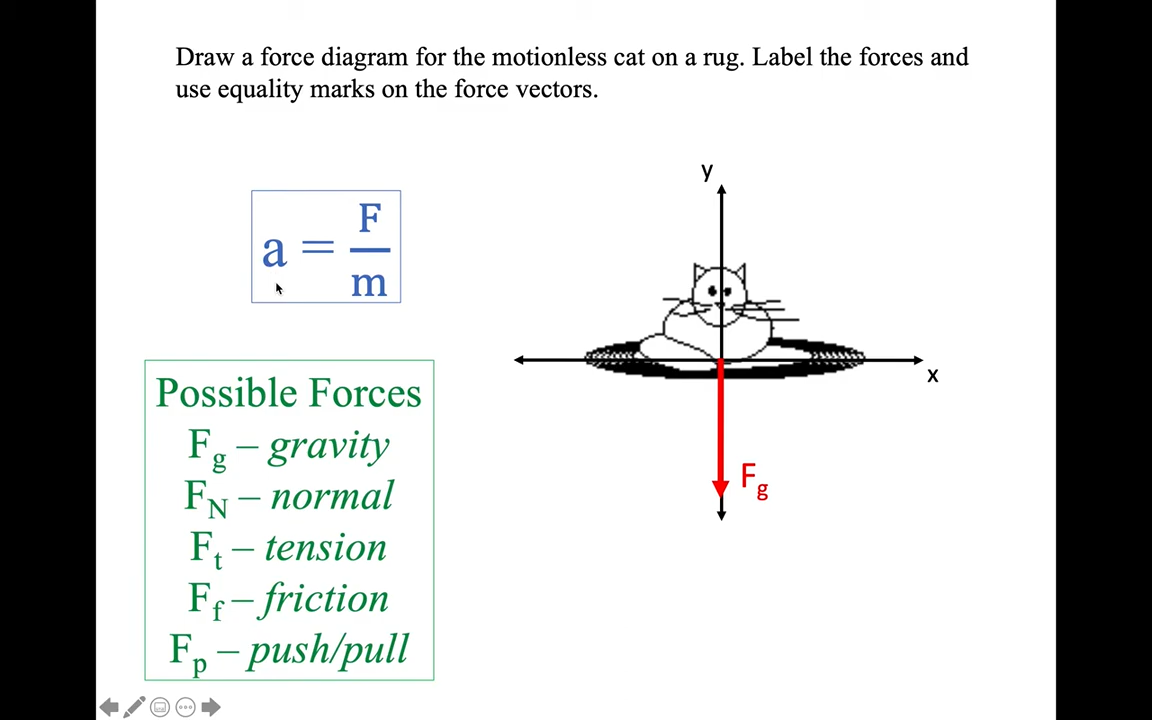 Draw a force diagram for the motionless cat on a rug. Label the forces and
use equality marks on the force vectors.
a = F/m
Possible Forces
Fg – gravity
FN – normal
Ft – tension
Ff – friction
Fp – push/pull
y
x
Fg